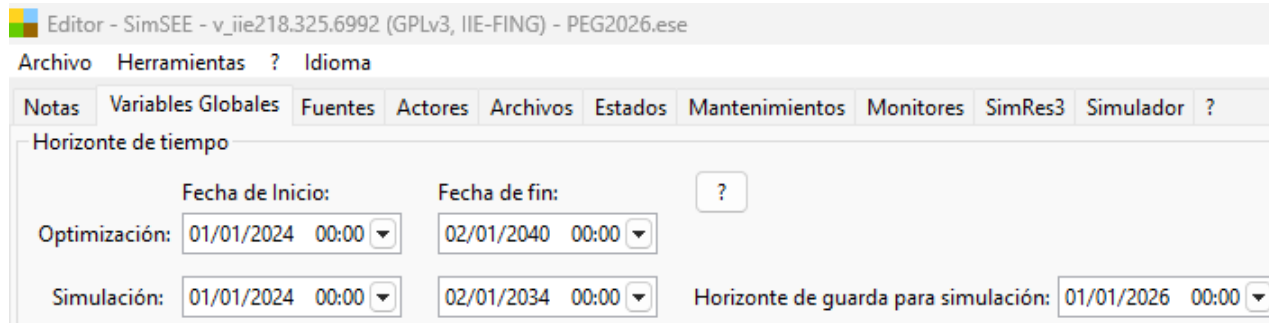 Editor - SimSEE - v_iie218.325.6992 (GPLv3, IIE-FING) - PEG2026.ese
Archivo Herramientas ? Idioma
Notas Variables Globales Fuentes Actores Archivos Estados Mantenimientos Monitores SimRes3 Simulador ?
Horizonte de tiempo
Fecha de Inicio: Fecha de fin: ?
Optimización: 01/01/2024 00:00 02/01/2040 00:00
Simulación: 01/01/2024 00:00 02/01/2034 00:00 Horizonte de guarda para simulación: 01/01/2026 00:00